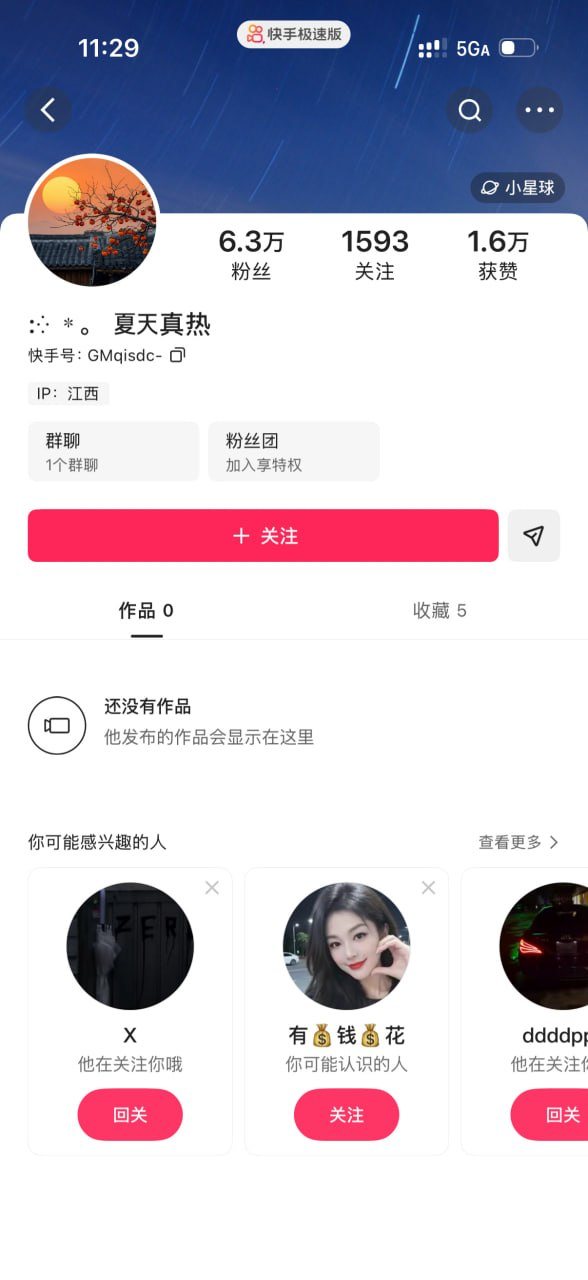 11:29
快手极速版
5GA
小星球
6.3万
粉丝
1593
关注
1.6万
获赞
:·҉ * 。 夏天真热
快手号: GMqisdc-
IP: 江西
群聊
1个群聊
粉丝团
加入享特权
+ 关注
作品 0
收藏 5
还没有作品
他发布的作品会显示在这里
你可能感兴趣的人
查看更多 >
ZER
X
他在关注你哦
回关
有💰钱💰花
你可能认识的人
关注
ddddpp
他在关注你
回关